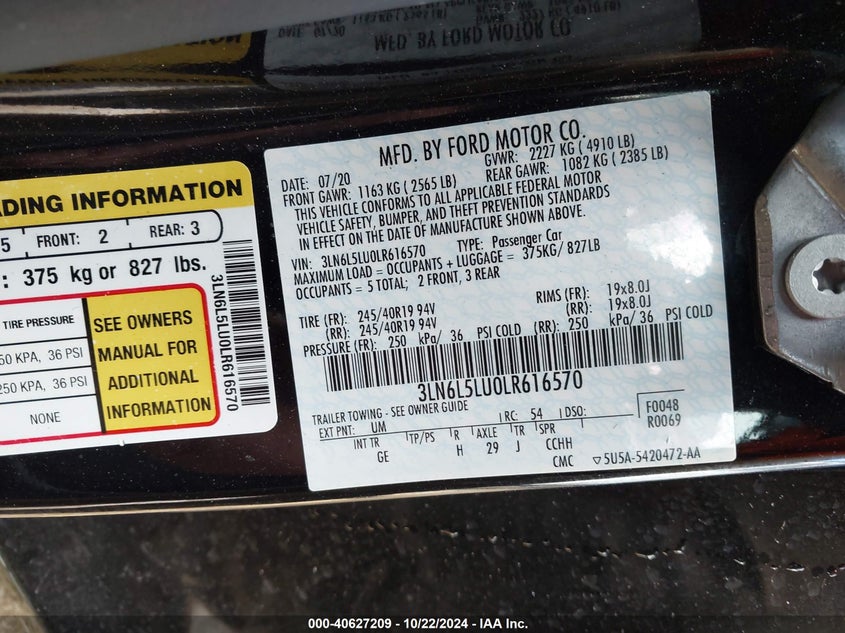 MFD. BY FORD MOTOR CO.
DATE: 07/20
GVWR: 2227 KG ( 4910 LB)
FRONT GAWR: 1163 KG ( 2565 LB)
REAR GAWR: 1082 KG ( 2385 LB)
THIS VEHICLE CONFORMS TO ALL APPLICABLE FEDERAL MOTOR
VEHICLE SAFETY, BUMPER, AND THEFT PREVENTION STANDARDS
IN EFFECT ON THE DATE OF MANUFACTURE SHOWN ABOVE.
VIN: 3LN6L5LU0LR616570 TYPE: Passenger Car
MAXIMUM LOAD = OCCUPANTS + LUGGAGE = 375KG/ 827LB
OCCUPANTS = 5 TOTAL; 2 FRONT, 3 REAR
TIRE (FR): 245/40R19 94V RIMS (FR): 19x8.0J
(RR): 245/40R19 94V (RR): 19x8.0J
PRESSURE (FR): 250 kPa/ 36 PSI COLD (RR): 250 kPa/ 36 PSI COLD
3LN6L5LU0LR616570
TRAILER TOWING - SEE OWNER GUIDE
EXT PNT: UM RC: 54 DSO: F0048
R0069
INT TR TP/PS R AXLE TR SPR
GE H 29 J CCHH
CMC ▽5U5A-5420472-AA
ADING INFORMATION
5 FRONT: 2 REAR: 3
: 375 kg or 827 lbs.
TIRE PRESSURE
50 KPA, 36 PSI
250 KPA, 36 PSI
NONE
SEE OWNERS
MANUAL FOR
ADDITIONAL
INFORMATION
3LN6L5LU0LR616570
MFD. BY FORD MOTOR CO.
DATE: 07/20
000-40627209 - 10/22/2024 - IAA Inc.